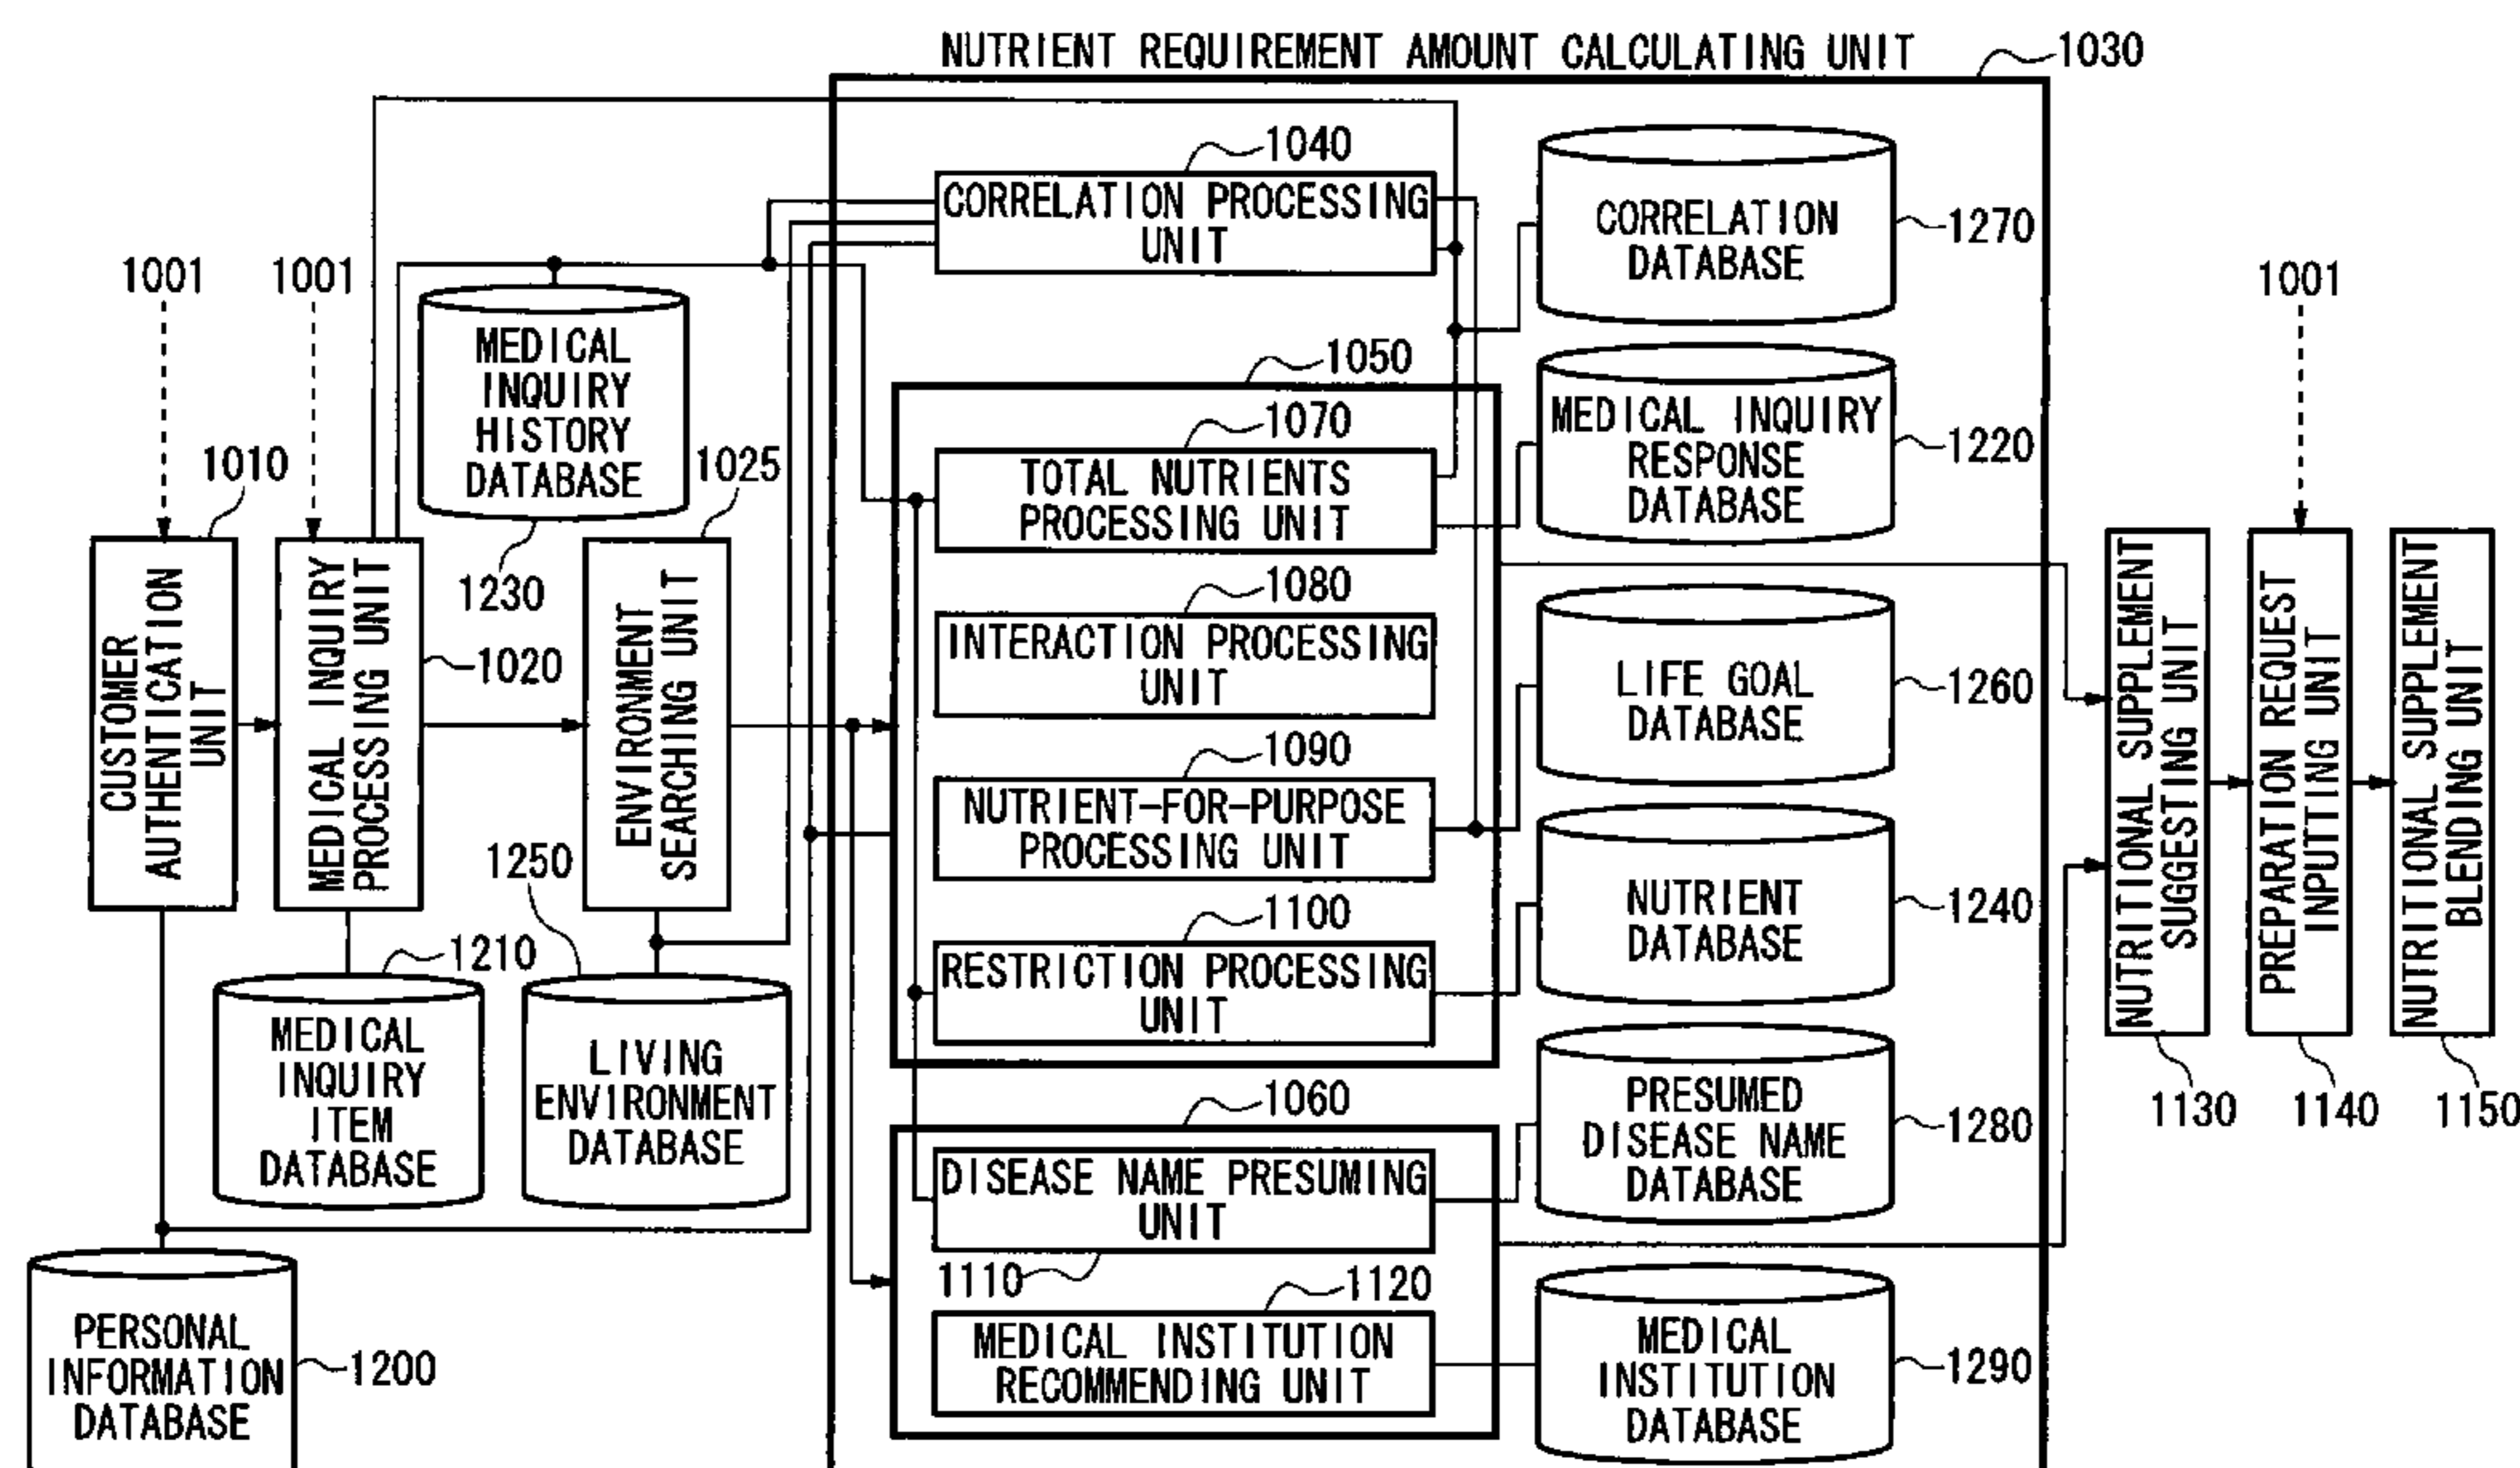 NUTRIENT REQUIREMENT AMOUNT CALCULATING UNIT
1030
1040
CORRELATION PROCESSING
UNIT
CORRELATION
DATABASE
1270
1001
1001
1001
MEDICAL
INQUIRY
HISTORY
DATABASE
1230
1050
1070
TOTAL NUTRIENTS
PROCESSING UNIT
MEDICAL INQUIRY
RESPONSE
DATABASE
1220
1010
CUSTOMER
AUTHENTICATION
UNIT
MEDICAL INQUIRY
PROCESSING UNIT
1020
1025
ENVIRONMENT
SEARCHING UNIT
1080
INTERACTION PROCESSING
UNIT
LIFE GOAL
DATABASE
1260
1090
NUTRIENT-FOR-PURPOSE
PROCESSING UNIT
NUTRIENT
DATABASE
1240
1100
RESTRICTION PROCESSING
UNIT
NUTRITIONAL SUPPLEMENT
SUGGESTING UNIT
1130
PREPARATION REQUEST
INPUTTING UNIT
1140
NUTRITIONAL SUPPLEMENT
BLENDING UNIT
1150
1210
MEDICAL
INQUIRY
ITEM
DATABASE
1250
LIVING
ENVIRONMENT
DATABASE
1060
DISEASE NAME PRESUMING
UNIT
1110
PRESUMED
DISEASE NAME
DATABASE
1280
1120
MEDICAL INSTITUTION
RECOMMENDING UNIT
MEDICAL
INSTITUTION
DATABASE
1290
PERSONAL
INFORMATION
DATABASE
1200